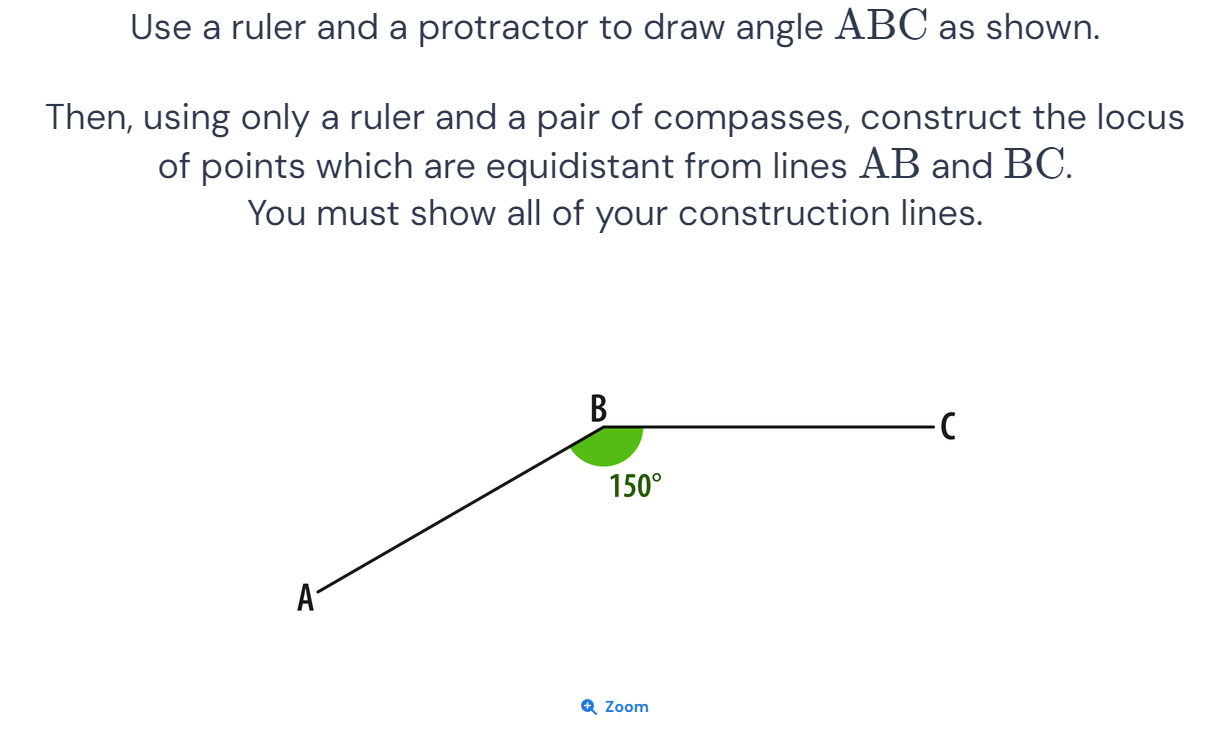 Use a ruler and a protractor to draw angle ABC as shown.
Then, using only a ruler and a pair of compasses, construct the locus
of points which are equidistant from lines AB and BC.
You must show all of your construction lines.
B
C
150°
A
Zoom